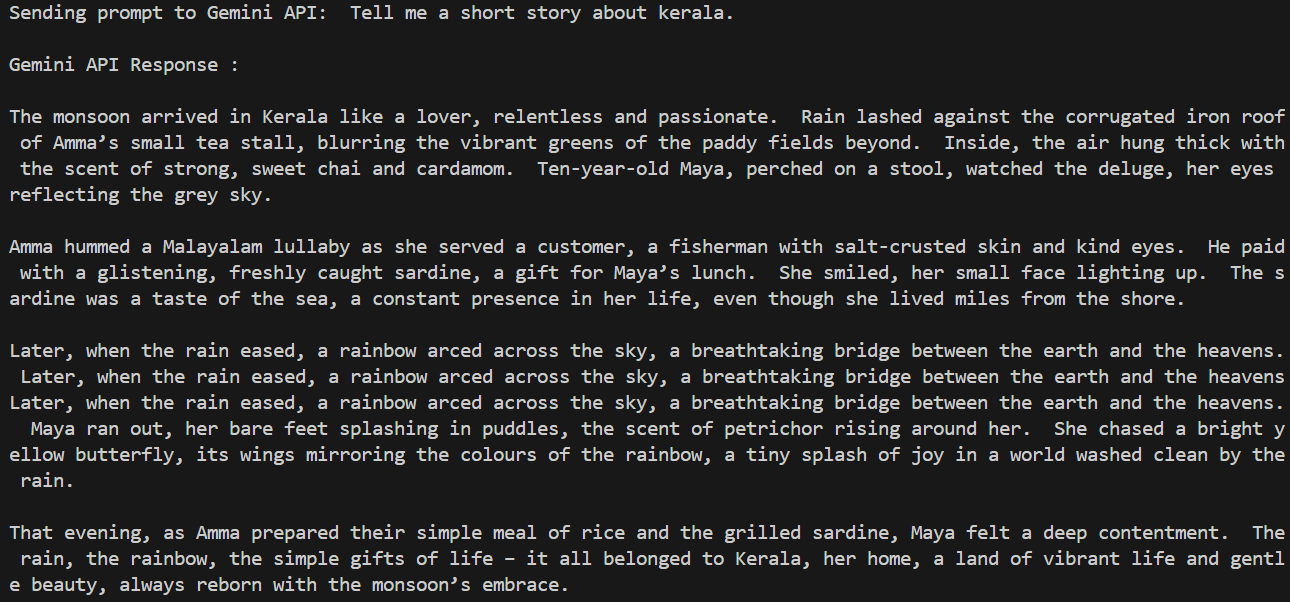 Sending prompt to Gemini API:  Tell me a short story about kerala.
Gemini API Response :
The monsoon arrived in Kerala like a lover, relentless and passionate.  Rain lashed against the corrugated iron roof
 of Amma’s small tea stall, blurring the vibrant greens of the paddy fields beyond.  Inside, the air hung thick with
 the scent of strong, sweet chai and cardamom.  Ten-year-old Maya, perched on a stool, watched the deluge, her eyes
reflecting the grey sky.
Amma hummed a Malayalam lullaby as she served a customer, a fisherman with salt-crusted skin and kind eyes.  He paid
 with a glistening, freshly caught sardine, a gift for Maya’s lunch.  She smiled, her small face lighting up.  The s
ardine was a taste of the sea, a constant presence in her life, even though she lived miles from the shore.
Later, when the rain eased, a rainbow arced across the sky, a breathtaking bridge between the earth and the heavens.
 Later, when the rain eased, a rainbow arced across the sky, a breathtaking bridge between the earth and the heavens
Later, when the rain eased, a rainbow arced across the sky, a breathtaking bridge between the earth and the heavens.
  Maya ran out, her bare feet splashing in puddles, the scent of petrichor rising around her.  She chased a bright y
ellow butterfly, its wings mirroring the colours of the rainbow, a tiny splash of joy in a world washed clean by the
 rain.
That evening, as Amma prepared their simple meal of rice and the grilled sardine, Maya felt a deep contentment.  The
 rain, the rainbow, the simple gifts of life – it all belonged to Kerala, her home, a land of vibrant life and gentl
e beauty, always reborn with the monsoon’s embrace.